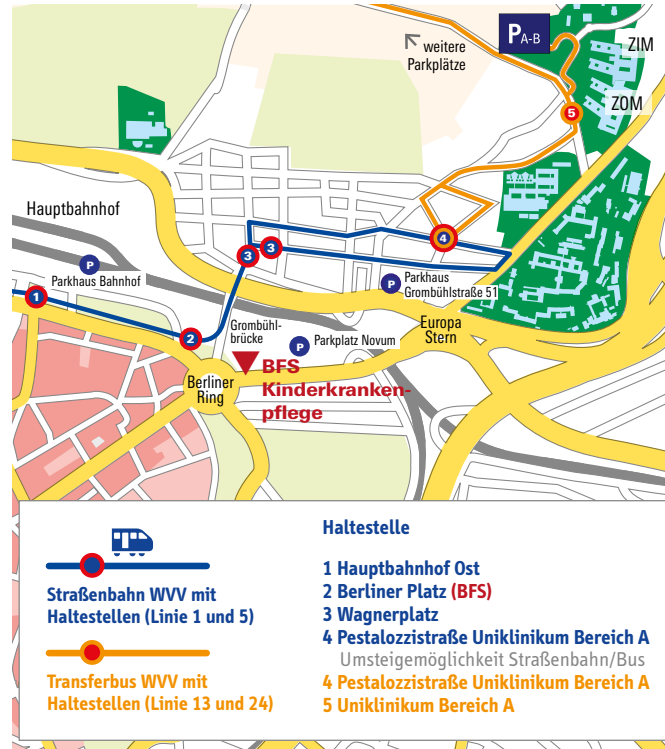 P A-B
ZIM
weitere
Parkplätze
ZOM
5
Hauptbahnhof
4
3
3
P
Parkhaus Bahnhof
P
Parkhaus
Grombühlstraße 51
1
Europa
Stern
2
Grombühl-
brücke
P
Parkplatz Novum
BFS
Kinderkranken-
pflege
Berliner
Ring
Haltestelle
Straßenbahn WVV mit
Haltestellen (Linie 1 und 5)
Transferbus WVV mit
Haltestellen (Linie 13 und 24)
1 Hauptbahnhof Ost
2 Berliner Platz (BFS)
3 Wagnerplatz
4 Pestalozzistraße Uniklinikum Bereich A
Umsteigemöglichkeit Straßenbahn/Bus
4 Pestalozzistraße Uniklinikum Bereich A
5 Uniklinikum Bereich A